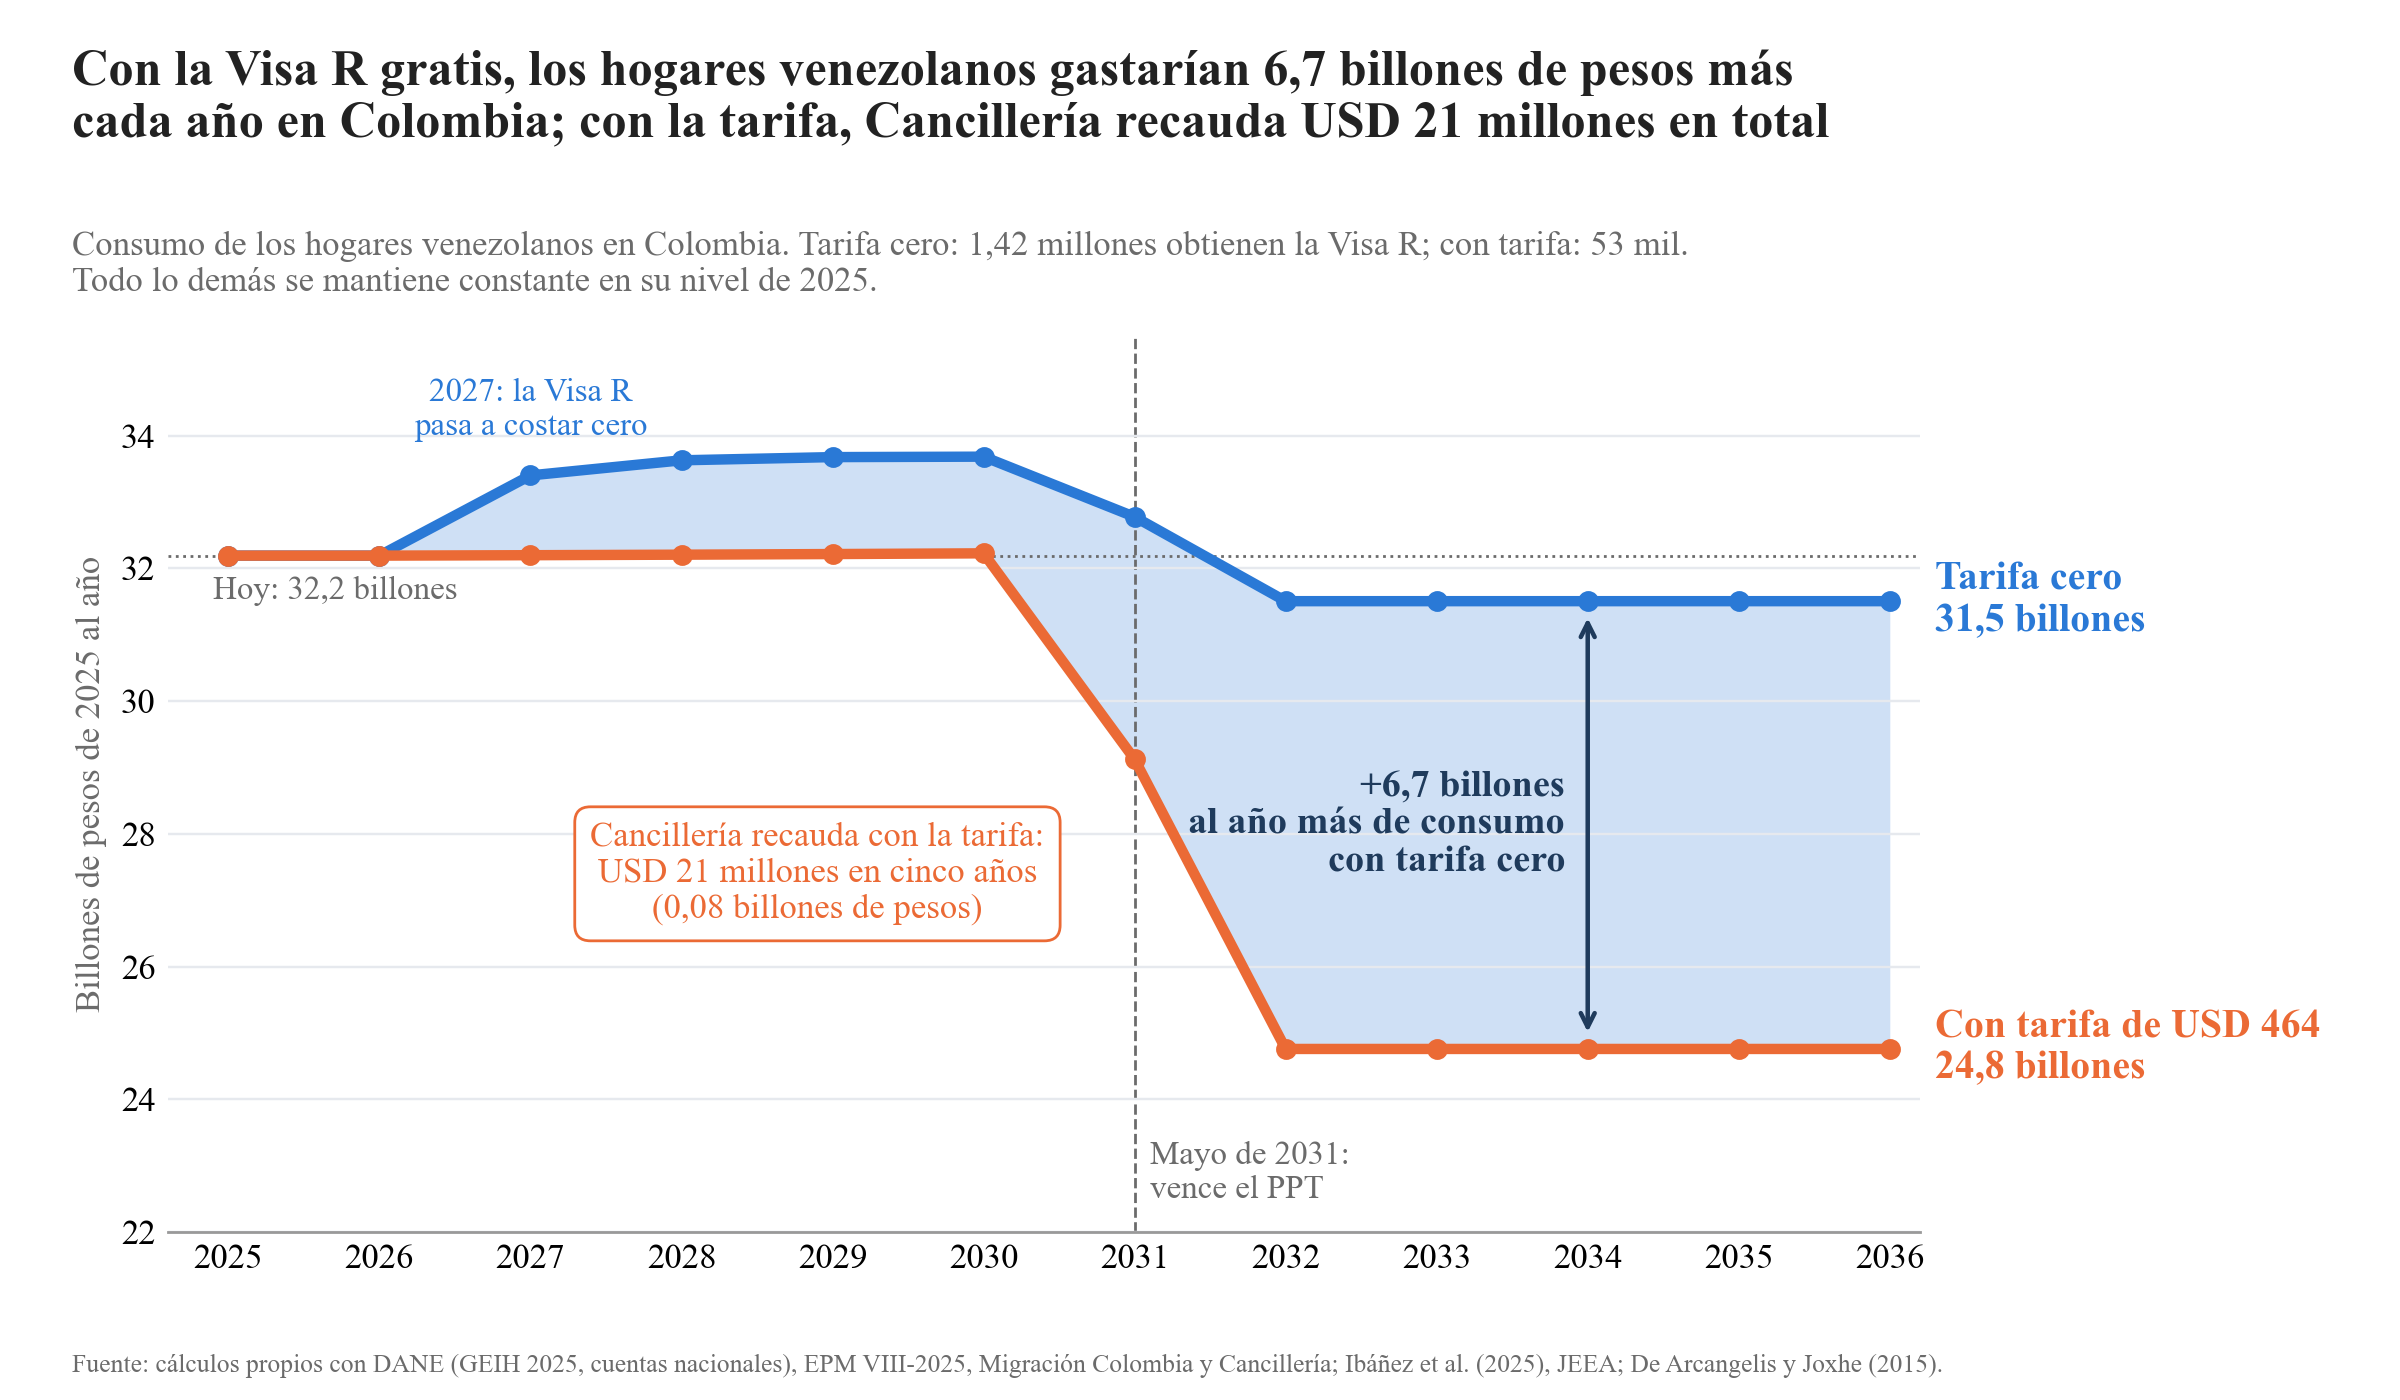 Con la Visa R gratis, los hogares venezolanos gastarían 6,7 billones de pesos más
cada año en Colombia; con la tarifa, Cancillería recauda USD 21 millones en total
Consumo de los hogares venezolanos en Colombia. Tarifa cero: 1,42 millones obtienen la Visa R; con tarifa: 53 mil.
Todo lo demás se mantiene constante en su nivel de 2025.
Billones de pesos de 2025 al año
34
32
30
28
26
24
22
2027: la Visa R
pasa a costar cero
Hoy: 32,2 billones
Tarifa cero
31,5 billones
+6,7 billones
al año más de consumo
con tarifa cero
Cancillería recauda con la tarifa:
USD 21 millones en cinco años
(0,08 billones de pesos)
Con tarifa de USD 464
24,8 billones
Mayo de 2031:
vence el PPT
2025 2026 2027 2028 2029 2030 2031 2032 2033 2034 2035 2036
Fuente: cálculos propios con DANE (GEIH 2025, cuentas nacionales), EPM VIII-2025, Migración Colombia y Cancillería; Ibáñez et al. (2025), JEEA; De Arcangelis y Joxhe (2015).